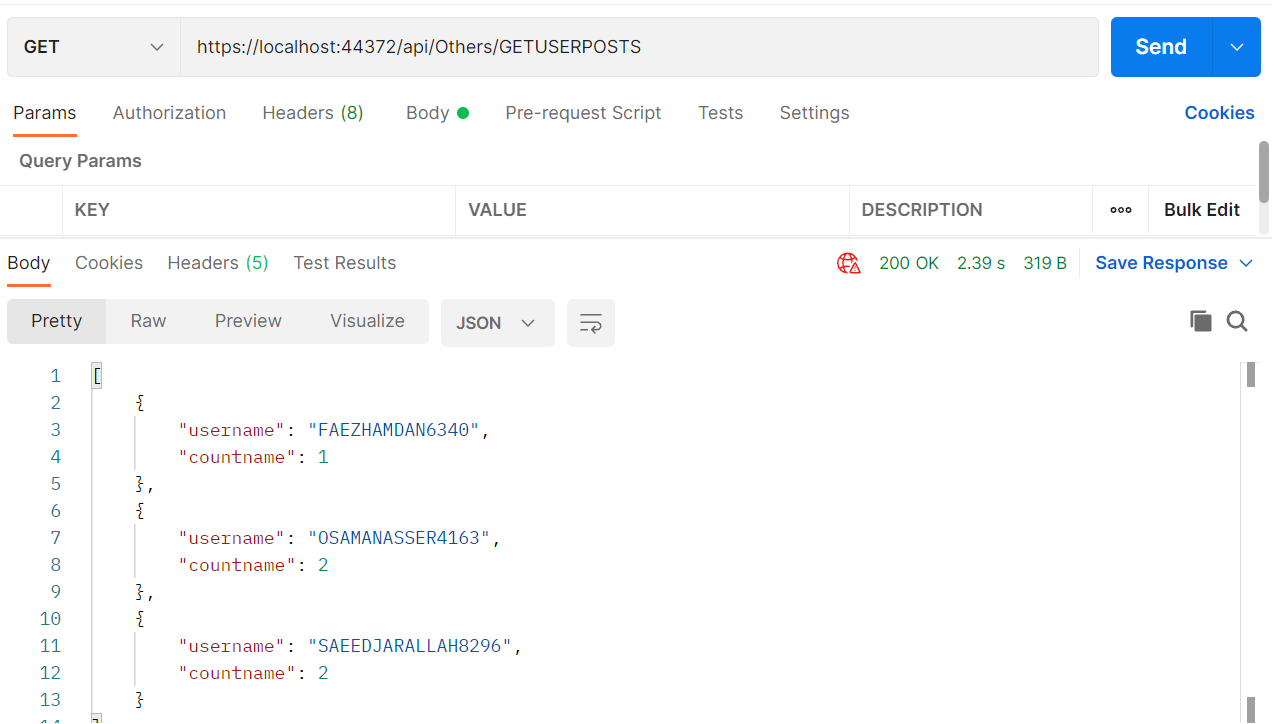 GET https://localhost:44372/api/Others/GETUSERPOSTS Send
Params Authorization Headers (8) Body Pre-request Script Tests Settings Cookies
Query Params
KEY VALUE DESCRIPTION ooo Bulk Edit
Body Cookies Headers (5) Test Results 200 OK 2.39 s 319 B Save Response
Pretty Raw Preview Visualize JSON
1 [
2 {
3 "username": "FAEZHAMDAN6340",
4 "countname": 1
5 },
6 {
7 "username": "OSAMANASSER4163",
8 "countname": 2
9 },
10 {
11 "username": "SAEEDJARALLAH8296",
12 "countname": 2
13 }
14 ]